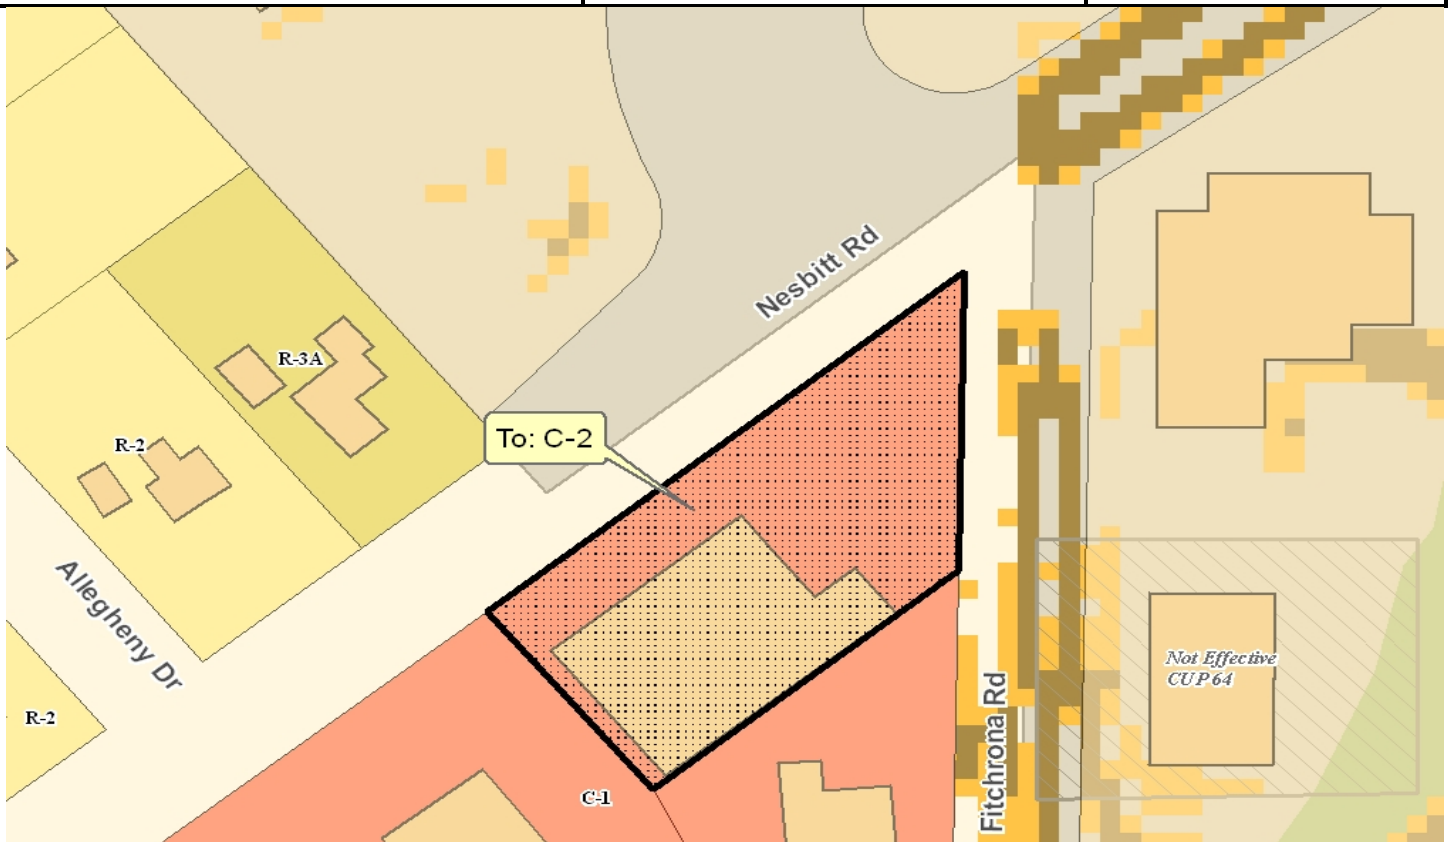 Nesbitt Rd
R-3A
To: C-2
R-2
Allegheny Dr
Not Effective
CUP 64
R-2
Fitchrona Rd
C-1